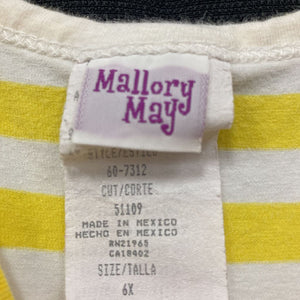 Mallory
May
STYLE/ESTILO
60-7312
CUT/CORTE
51109
MADE IN MEXICO
HECHO EN MEXICO
RN21965
CA18402
SIZE/TALLA
6X